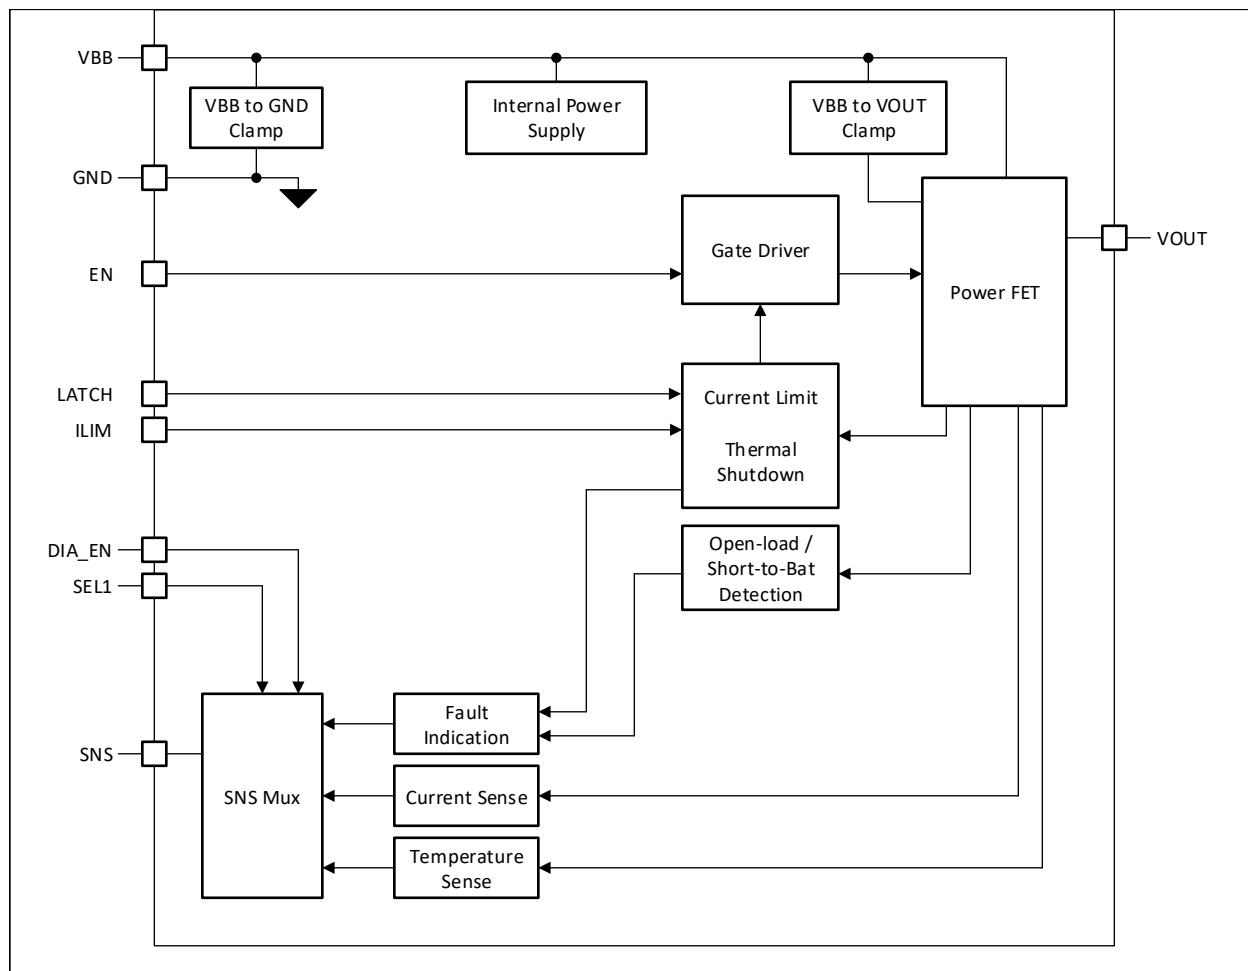 VBB
VBB to GND
Clamp
Internal Power
Supply
VBB to VOUT
Clamp
GND
Gate Driver
VOUT
EN
Power FET
LATCH
Current Limit
ILIM
Thermal
Shutdown
DIA_EN
Open-load /
Short-to-Bat
Detection
SEL1
Fault
Indication
SNS
SNS Mux
Current Sense
Temperature
Sense